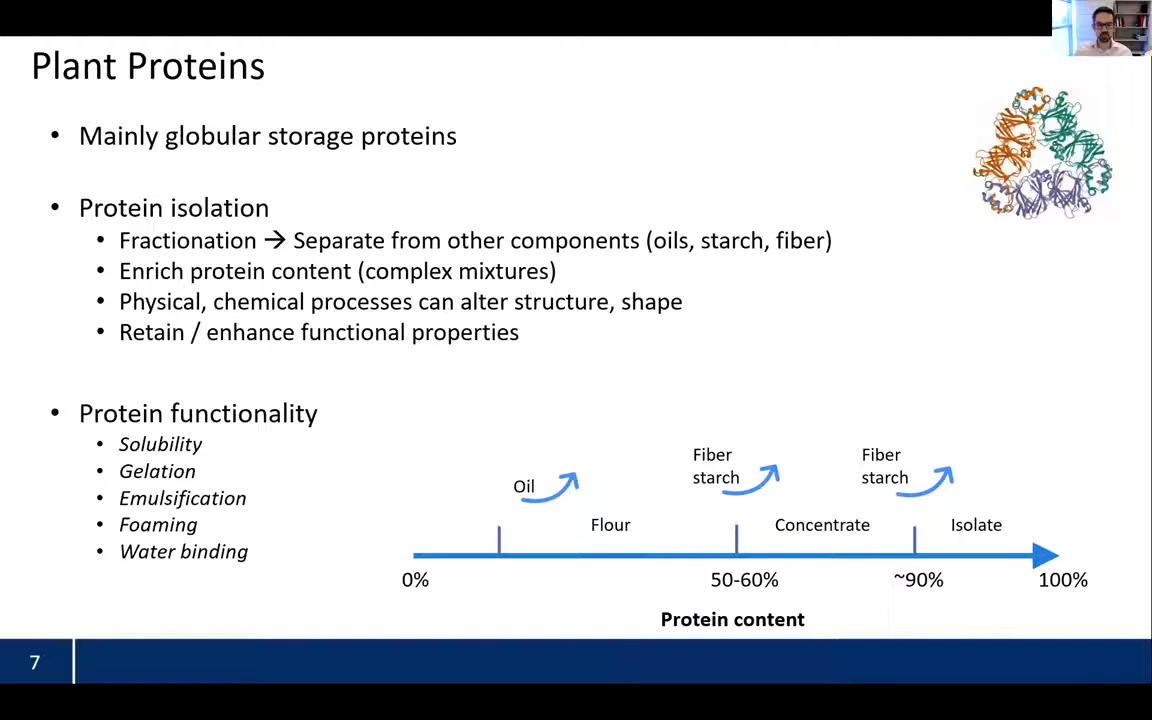 Plant Proteins
• Mainly globular storage proteins
• Protein isolation
• Fractionation → Separate from other components (oils, starch, fiber)
• Enrich protein content (complex mixtures)
• Physical, chemical processes can alter structure, shape
• Retain / enhance functional properties
• Protein functionality
• Solubility
• Gelation
• Emulsification
• Foaming
• Water binding
Oil
Fiber
starch
Fiber
starch
Flour
Concentrate
Isolate
0%
50-60%
~90%
100%
Protein content
7